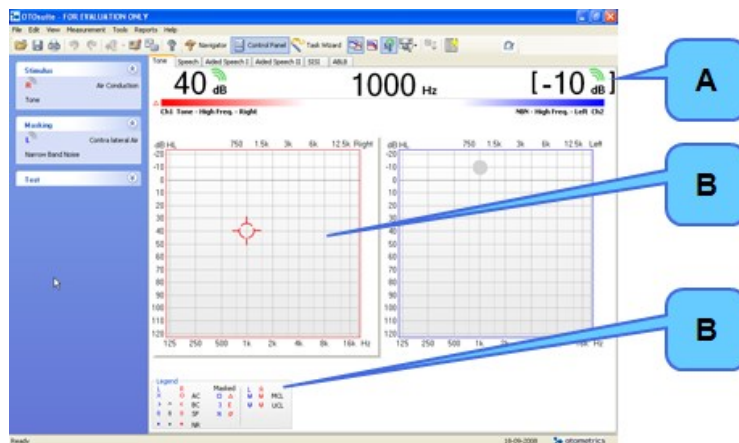 OTOsuite - FOR EVALUATION ONLY
File Edit View Measurement Tools Reports Help
Navigator Control Panel Task Wizard
Tone Speech Aided Speech I Aided Speech II SISI ABLB
Stimulus
R Air Conduction
Tone
Masking
L Contra lateral Air
Narrow Band Noise
Test
40 dB 1000 Hz [-10 dB]
Ch1 Tone - High Freq. - Right NBN - High Freq. - Left Ch2
A
B
B
dB HL 750 1.5k 3k 6k 12.5k Right
-20
-10
0
10
20
30
40
50
60
70
80
90
100
110
120
125 250 500 1k 2k 4k 8k 16k Hz
dB HL 750 1.5k 3k 6k 12.5k Left
-20
-10
0
10
20
30
40
50
60
70
80
90
100
110
120
125 250 500 1k 16k Hz
Legend
L R Masked L R
AC MCL
BC UCL
SF
NR
Ready 18-09-2008 otometrics